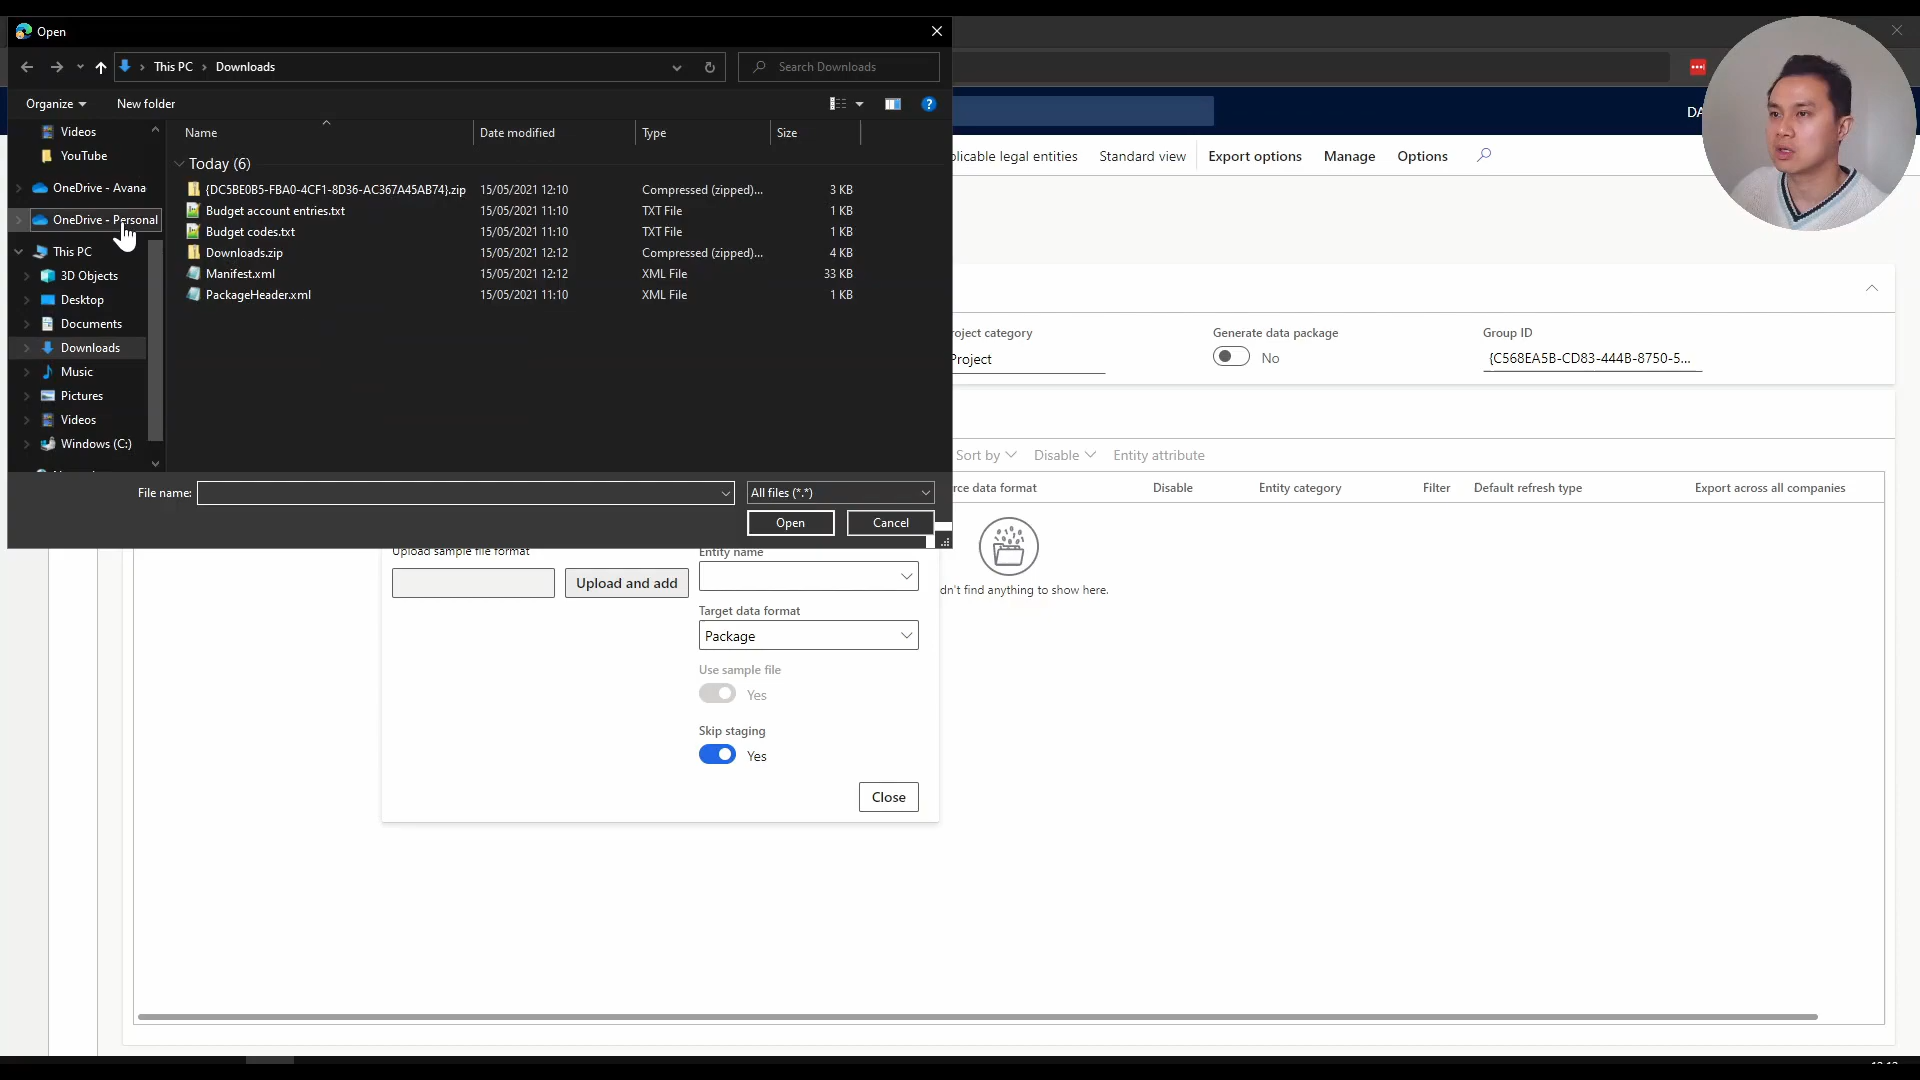 Open
This PC
Downloads
Search Downloads
Organize
New folder
Videos
YouTube
OneDrive - Avana
OneDrive - Personal
This PC
3D Objects
Desktop
Documents
Downloads
Music
Pictures
Videos
Windows (C:)
Name
Date modified
Type
Size
Today (6)
{DC5BE0B5-FBA0-4CF1-8D36-AC367A45AB74}.zip 15/05/2021 12:10 Compressed (zipped)... 3 KB
Budget account entries.txt 15/05/2021 11:10 TXT File 1 KB
Budget codes.txt 15/05/2021 11:10 TXT File 1 KB
Downloads.zip 15/05/2021 12:12 Compressed (zipped)... 4 KB
Manifest.xml 15/05/2021 12:12 XML File 33 KB
PackageHeader.xml 15/05/2021 11:10 XML File 1 KB
File name:
All files (*.*)
Open
Cancel
DA
plicable legal entities
Standard view
Export options
Manage
Options
roject category
Project
Generate data package
No
Group ID
{C568EA5B-CD83-444B-8750-5...
Sort by
Disable
Entity attribute
rce data format
Disable
Entity category
Filter
Default refresh type
Export across all companies
dn't find anything to show here.
Upload sample file format
Upload and add
Entity name
Target data format
Package
Use sample file
Yes
Skip staging
Yes
Close